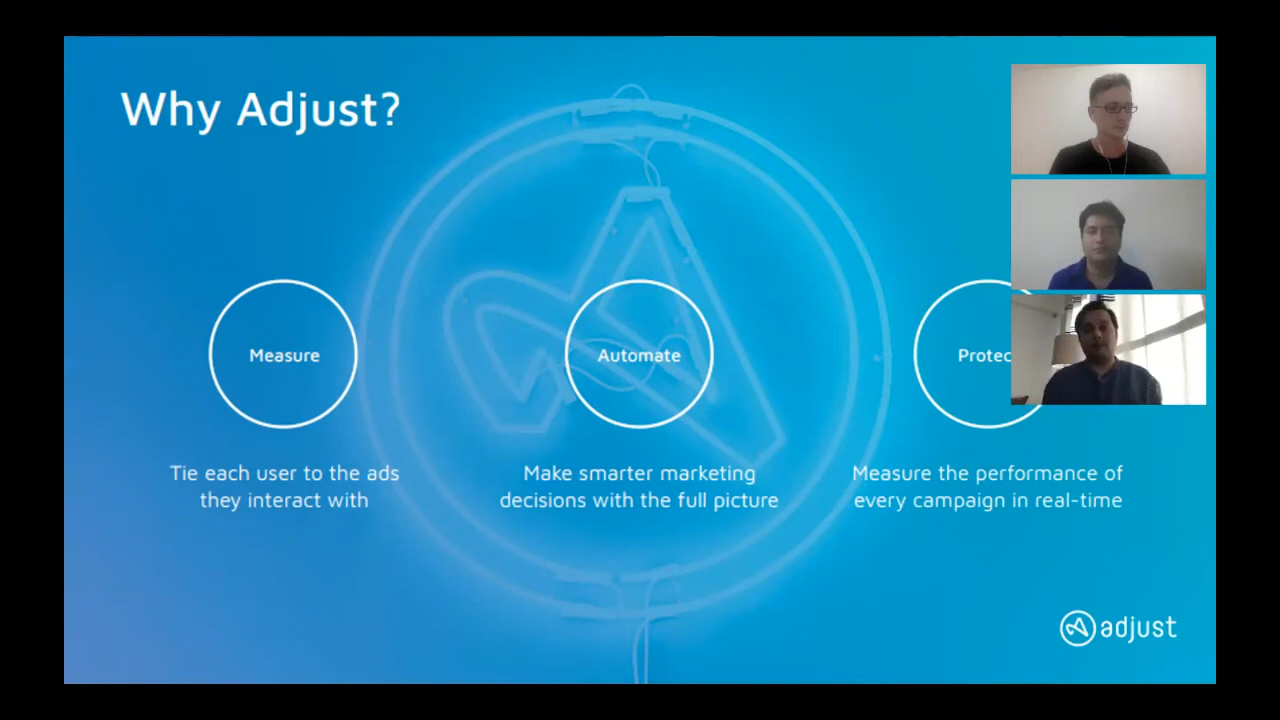 Why Adjust?
Measure
Automate
Protec
Tie each user to the ads
they interact with
Make smarter marketing
decisions with the full picture
Measure the performance of
every campaign in real-time
adjust